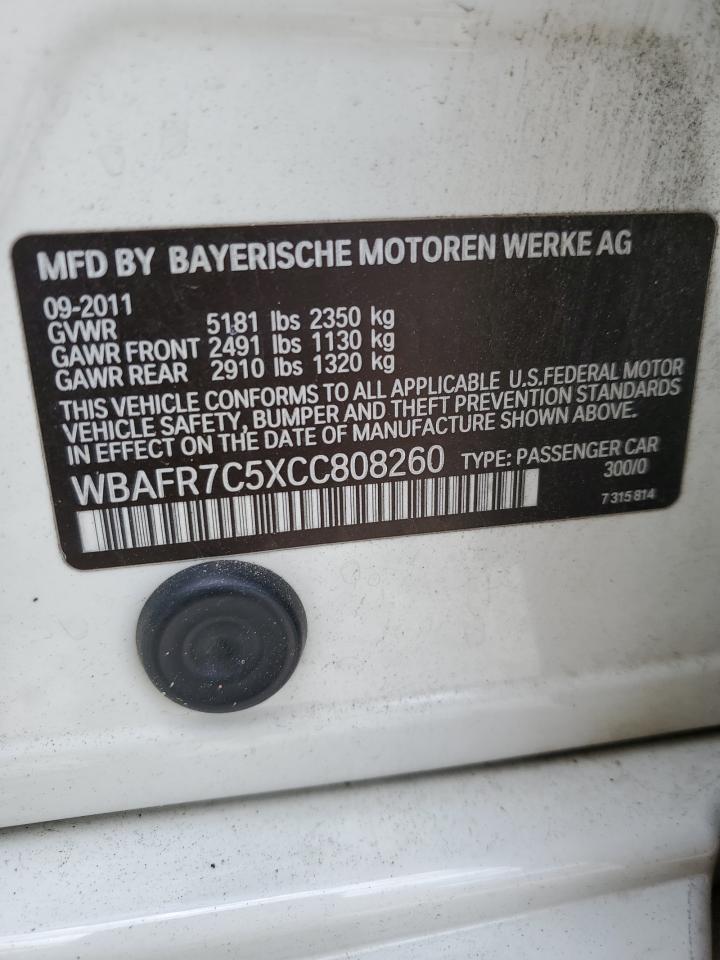 MFD BY BAYERISCHE MOTOREN WERKE AG
09-2011
GVWR 5181 lbs 2350 kg
GAWR FRONT 2491 lbs 1130 kg
GAWR REAR 2910 lbs 1320 kg
THIS VEHICLE CONFORMS TO ALL APPLICABLE U.S.FEDERAL MOTOR
VEHICLE SAFETY, BUMPER AND THEFT PREVENTION STANDARDS
IN EFFECT ON THE DATE OF MANUFACTURE SHOWN ABOVE.
WBAFR7C5XCC808260 TYPE: PASSENGER CAR
300/0
7 315 814